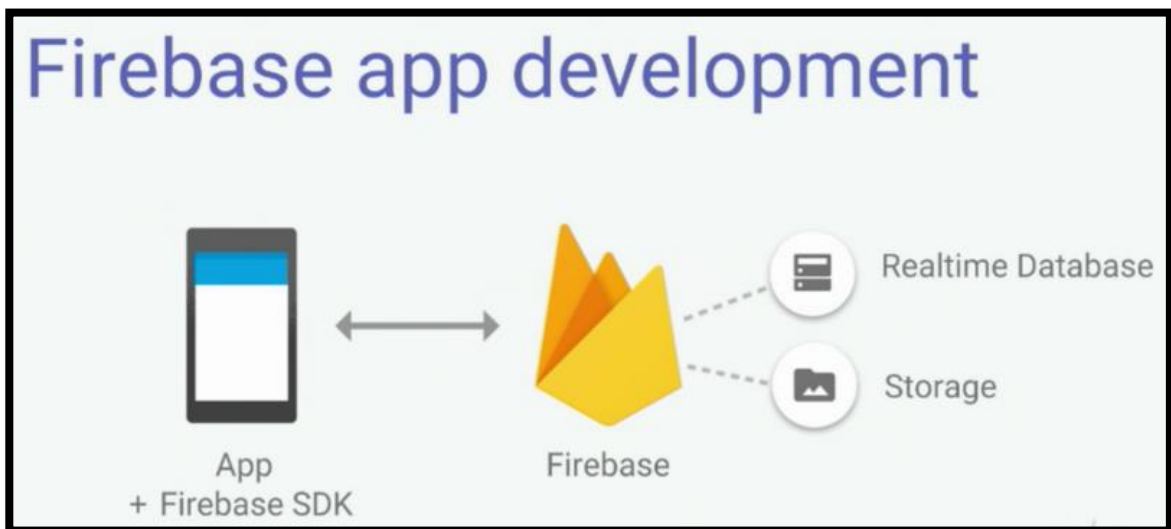 Firebase app development
Realtime Database
Storage
App
+ Firebase SDK
Firebase